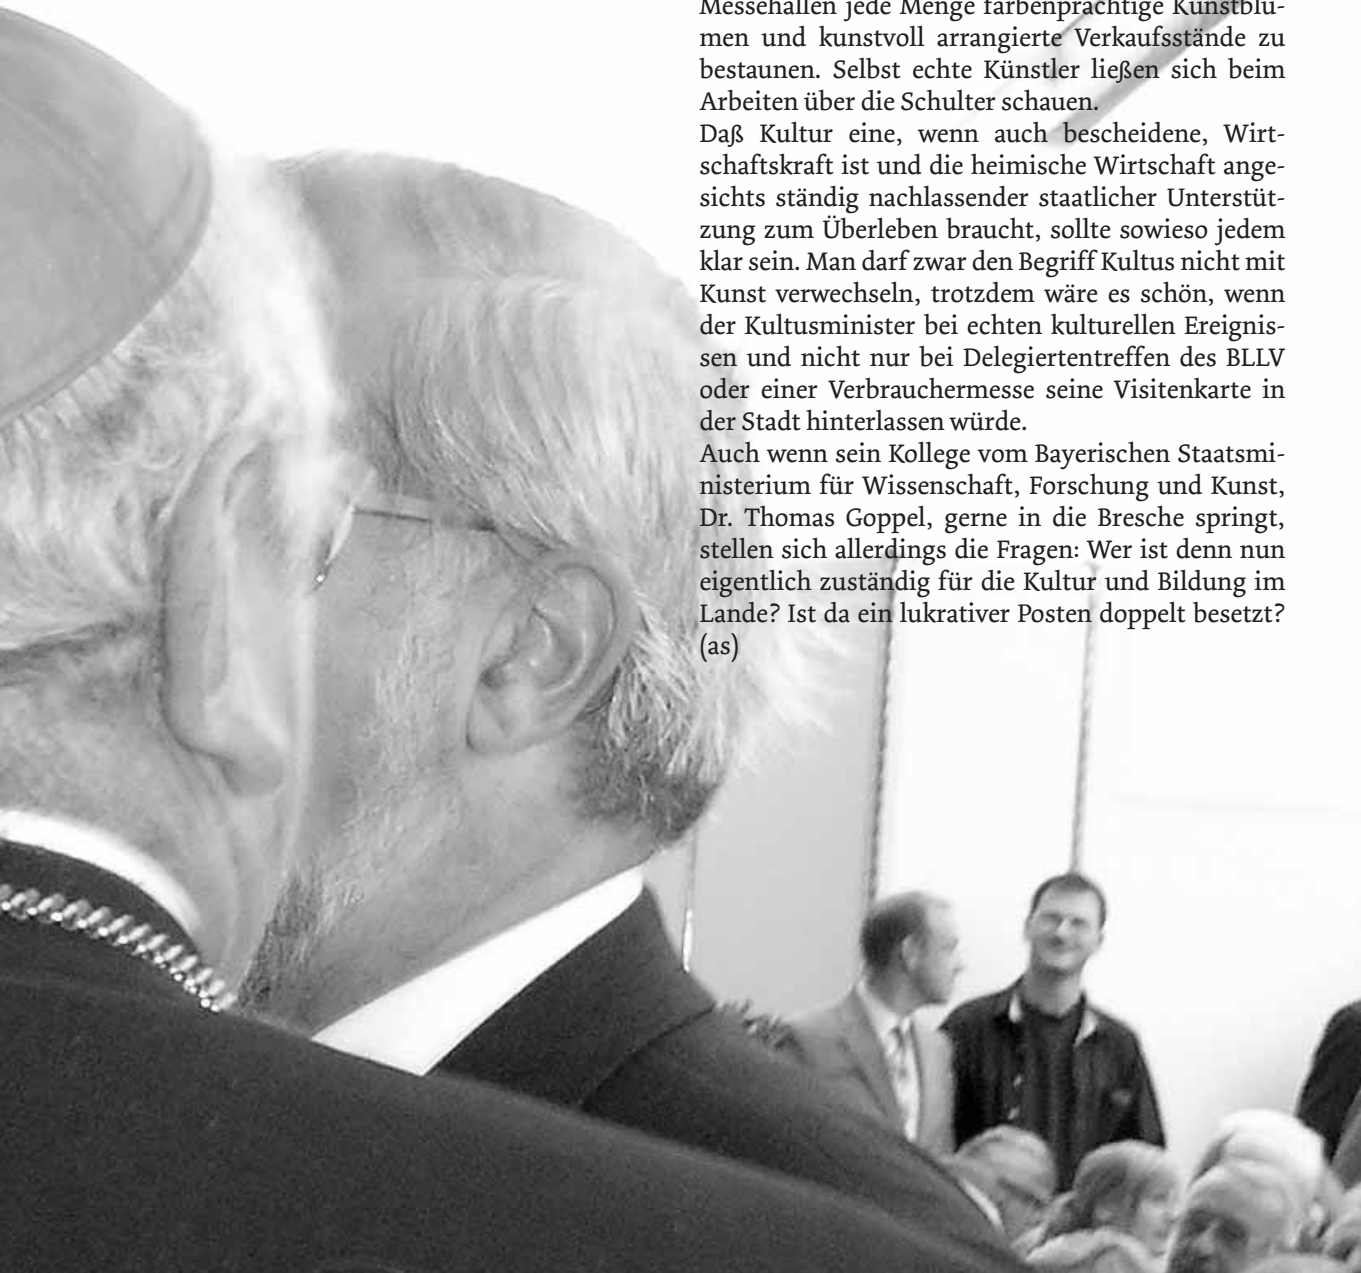 Messehallen jede Menge farbenprächtige Kunstblu-
men und kunstvoll arrangierte Verkaufsstände zu
bestaunen. Selbst echte Künstler ließen sich beim
Arbeiten über die Schulter schauen.
Daß Kultur eine, wenn auch bescheidene, Wirt-
schaftskraft ist und die heimische Wirtschaft ange-
sichts ständig nachlassender staatlicher Unterstüt-
zung zum Überleben braucht, sollte sowieso jedem
klar sein. Man darf zwar den Begriff Kultus nicht mit
Kunst verwechseln, trotzdem wäre es schön, wenn
der Kultusminister bei echten kulturellen Ereignis-
sen und nicht nur bei Delegiertentreffen des BLLV
oder einer Verbrauchermesse seine Visitenkarte in
der Stadt hinterlassen würde.
Auch wenn sein Kollege vom Bayerischen Staatsmi-
nisterium für Wissenschaft, Forschung und Kunst,
Dr. Thomas Goppel, gerne in die Bresche springt,
stellen sich allerdings die Fragen: Wer ist denn nun
eigentlich zuständig für die Kultur und Bildung im
Lande? Ist da ein lukrativer Posten doppelt besetzt?
(as)